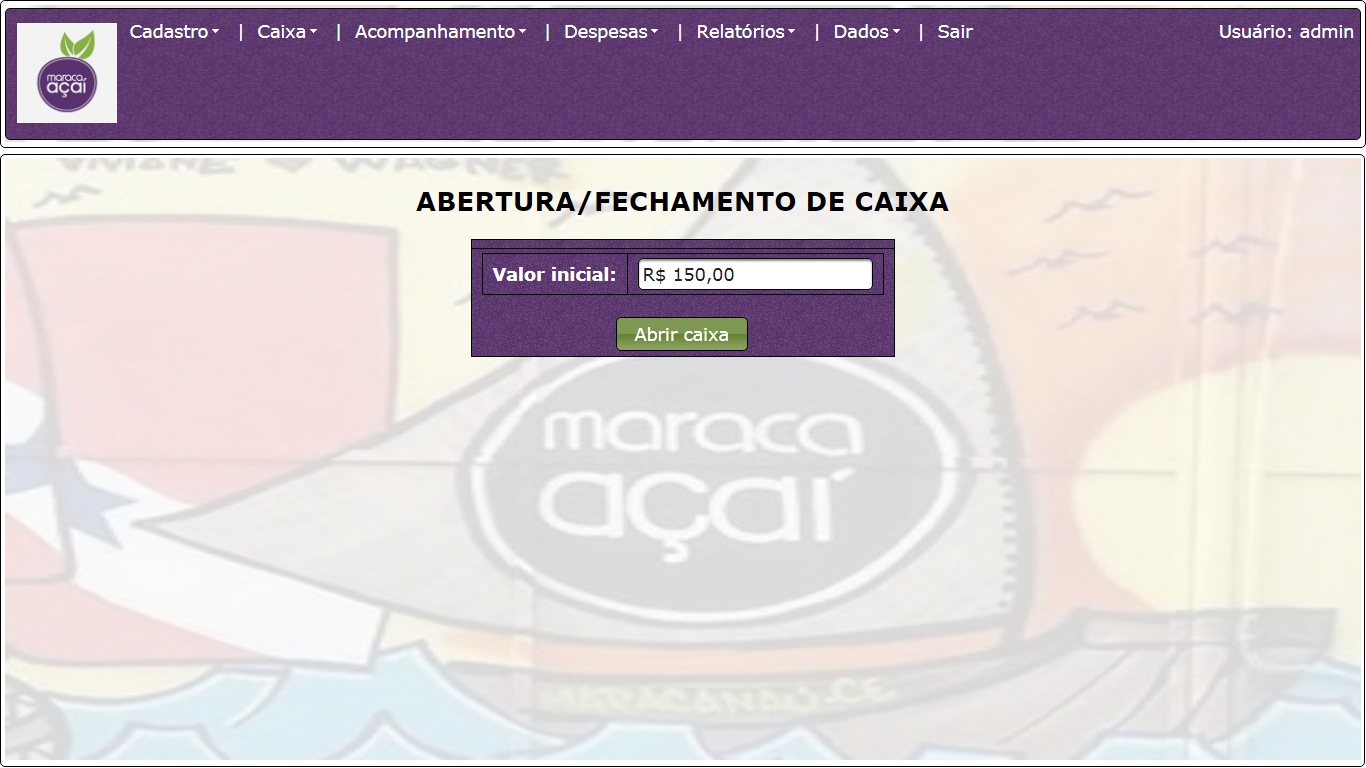 Cadastro | Caixa | Acompanhamento | Despesas | Relatórios | Dados | Sair Usuário: admin
maraca
açaí
VIVIANE WAGNER
ABERTURA/FECHAMENTO DE CAIXA
Valor inicial: R$ 150,00
Abrir caixa
maraca
açaí
MARACANAÚ-CE